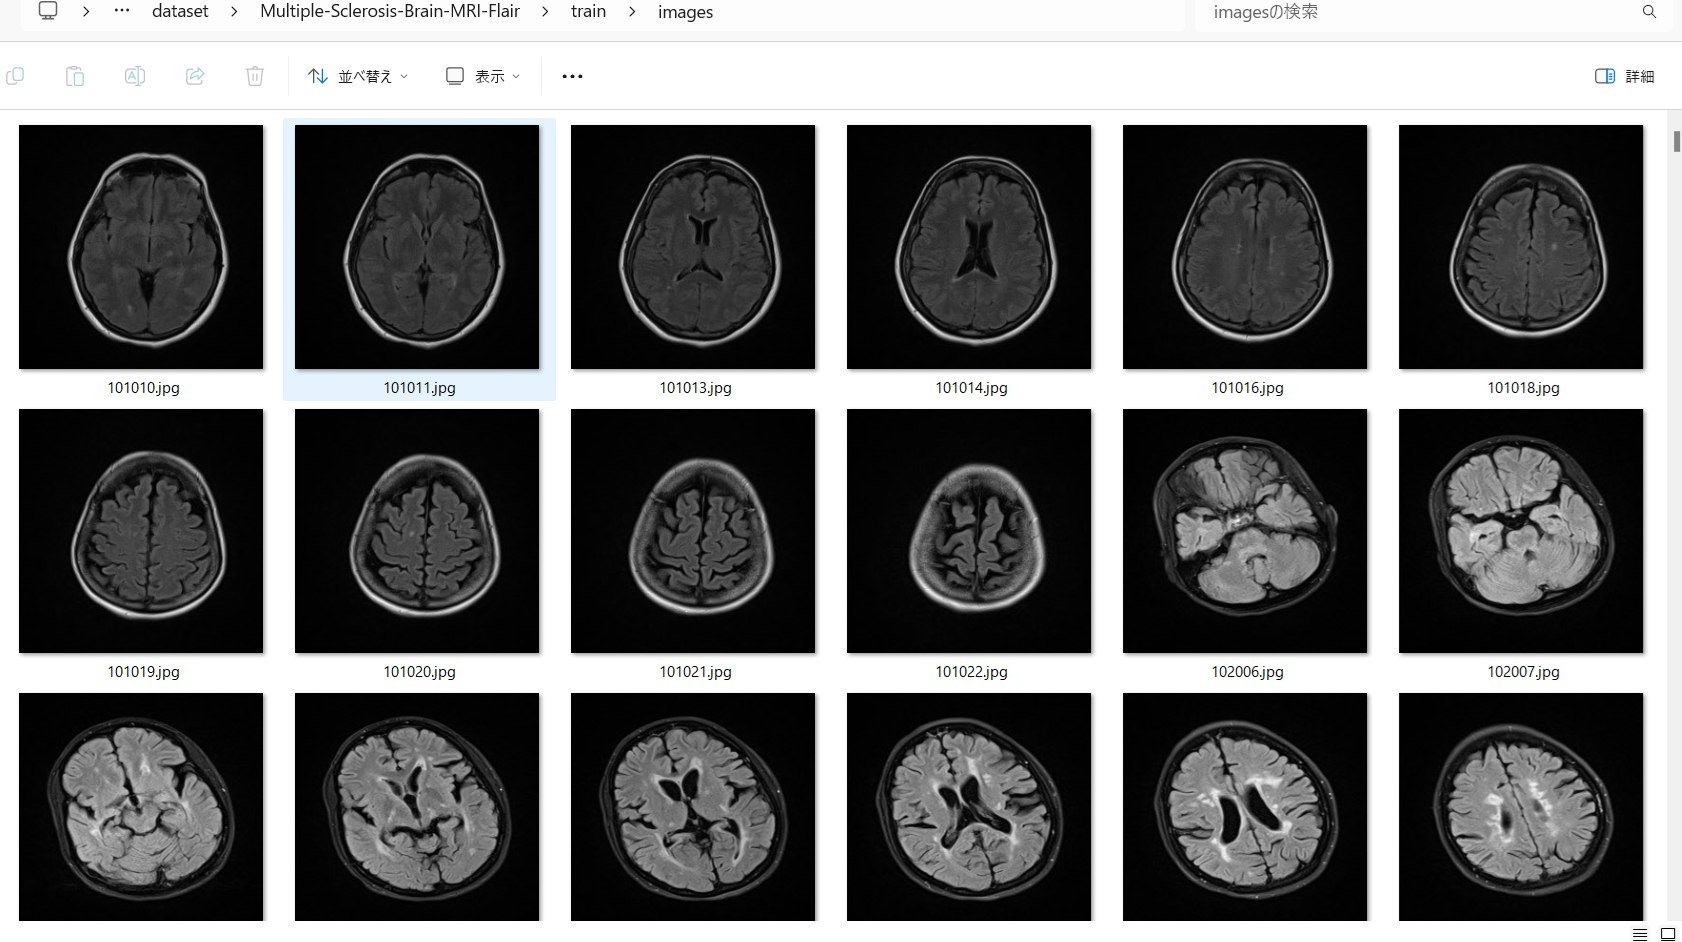 dataset > Multiple-Sclerosis-Brain-MRI-Flair > train > images
imagesの検索
並べ替え
表示
詳細
101010.jpg 101011.jpg 101013.jpg 101014.jpg 101016.jpg 101018.jpg
101019.jpg 101020.jpg 101021.jpg 101022.jpg 102006.jpg 102007.jpg